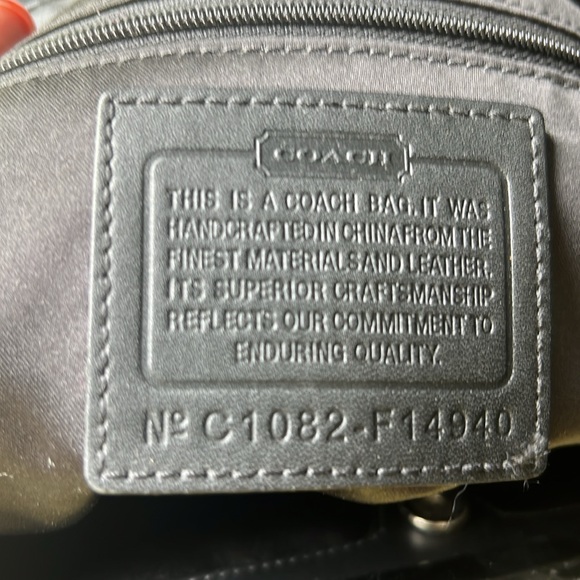 COACH
THIS IS A COACH BAG. IT WAS
HANDCRAFTED IN CHINA FROM THE
FINEST MATERIALS AND LEATHER.
ITS SUPERIOR CRAFTSMANSHIP
REFLECTS OUR COMMITMENT TO
ENDURING QUALITY.
Nº C1082-F14940